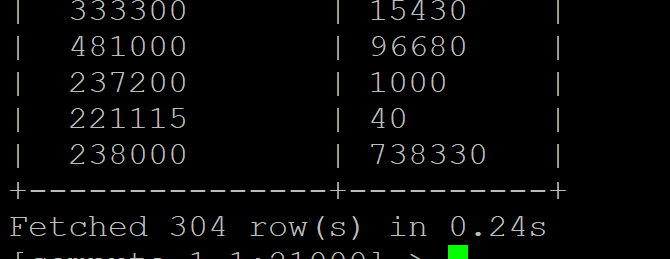 | 333300 | 15430 |
| 481000 | 96680 |
| 237200 | 1000 |
| 221115 | 40 |
| 238000 | 738330 |
+---------------+----------+
Fetched 304 row(s) in 0.24s